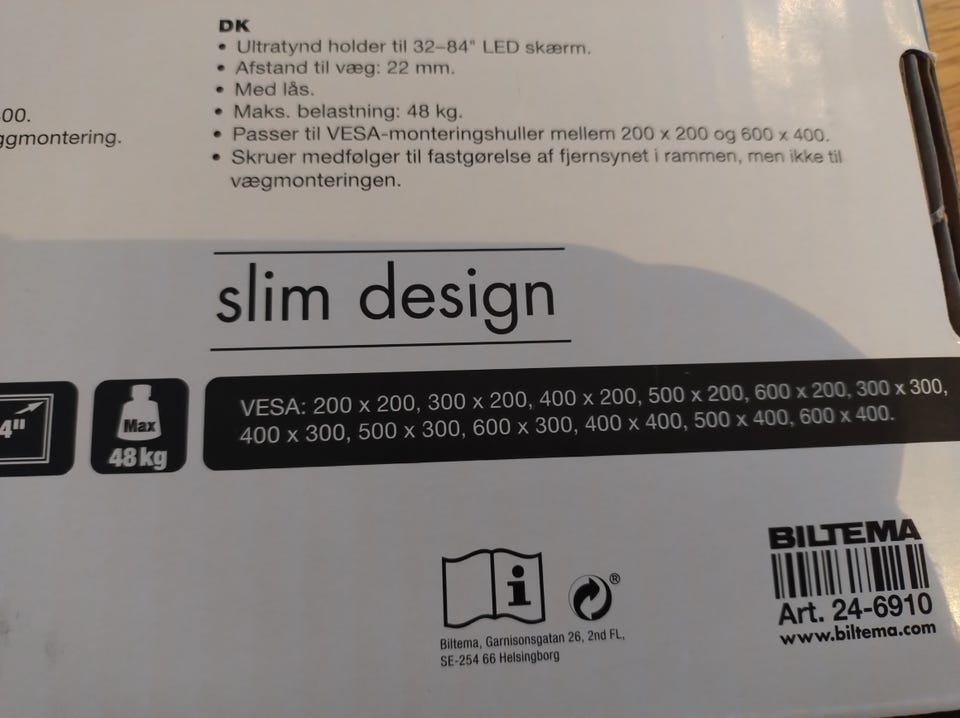 DK
• Ultratynd holder til 32–84" LED skærm.
• Afstand til væg: 22 mm.
• Med lås.
• Maks. belastning: 48 kg.
• Passer til VESA-monteringshuller mellem 200 x 200 og 600 x 400.
• Skruer medfølger til fastgørelse af fjernsynet i rammen, men ikke til
vægmonteringen.
00.
ggmontering.
slim design
4"
Max
48 kg
VESA: 200 x 200, 300 x 200, 400 x 200, 500 x 200, 600 x 200, 300 x 300,
400 x 300, 500 x 300, 600 x 300, 400 x 400, 500 x 400, 600 x 400.
i
®
Biltema, Garnisonsgatan 26, 2nd FL,
SE-254 66 Helsingborg
BILTEMA
Art. 24-6910
www.biltema.com